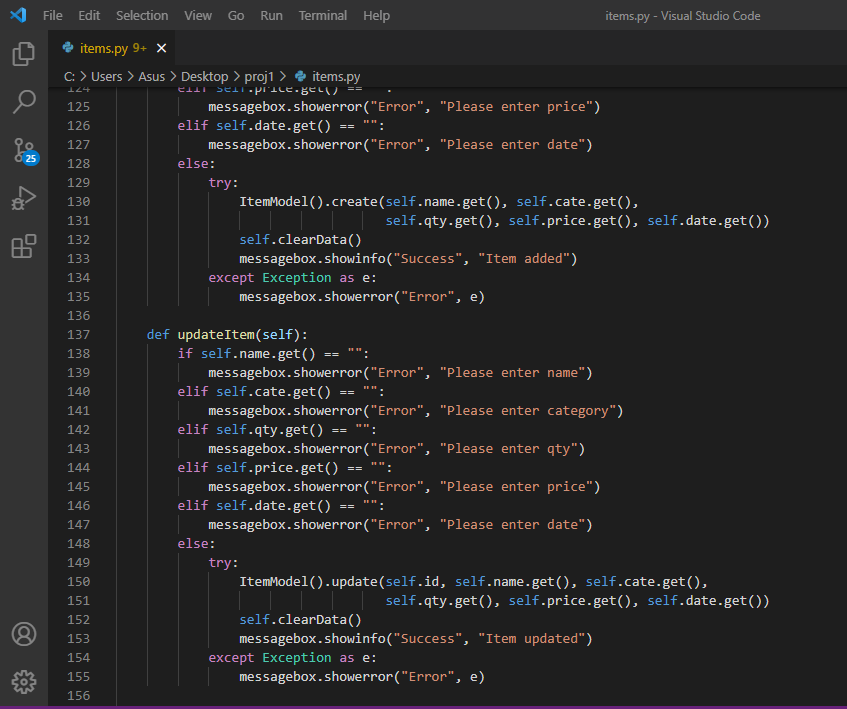 File Edit Selection View Go Run Terminal Help items.py - Visual Studio Code
items.py 9+
C: > Users > Asus > Desktop > proj1 > items.py
124 elif self.price.get() == "":
125 messagebox.showerror("Error", "Please enter price")
126 elif self.date.get() == "":
127 messagebox.showerror("Error", "Please enter date")
128 else:
129 try:
130 ItemModel().create(self.name.get(), self.cate.get(),
131 self.qty.get(), self.price.get(), self.date.get())
132 self.clearData()
133 messagebox.showinfo("Success", "Item added")
134 except Exception as e:
135 messagebox.showerror("Error", e)
136
137 def updateItem(self):
138 if self.name.get() == "":
139 messagebox.showerror("Error", "Please enter name")
140 elif self.cate.get() == "":
141 messagebox.showerror("Error", "Please enter category")
142 elif self.qty.get() == "":
143 messagebox.showerror("Error", "Please enter qty")
144 elif self.price.get() == "":
145 messagebox.showerror("Error", "Please enter price")
146 elif self.date.get() == "":
147 messagebox.showerror("Error", "Please enter date")
148 else:
149 try:
150 ItemModel().update(self.id, self.name.get(), self.cate.get(),
151 self.qty.get(), self.price.get(), self.date.get())
152 self.clearData()
153 messagebox.showinfo("Success", "Item updated")
154 except Exception as e:
155 messagebox.showerror("Error", e)
156
25